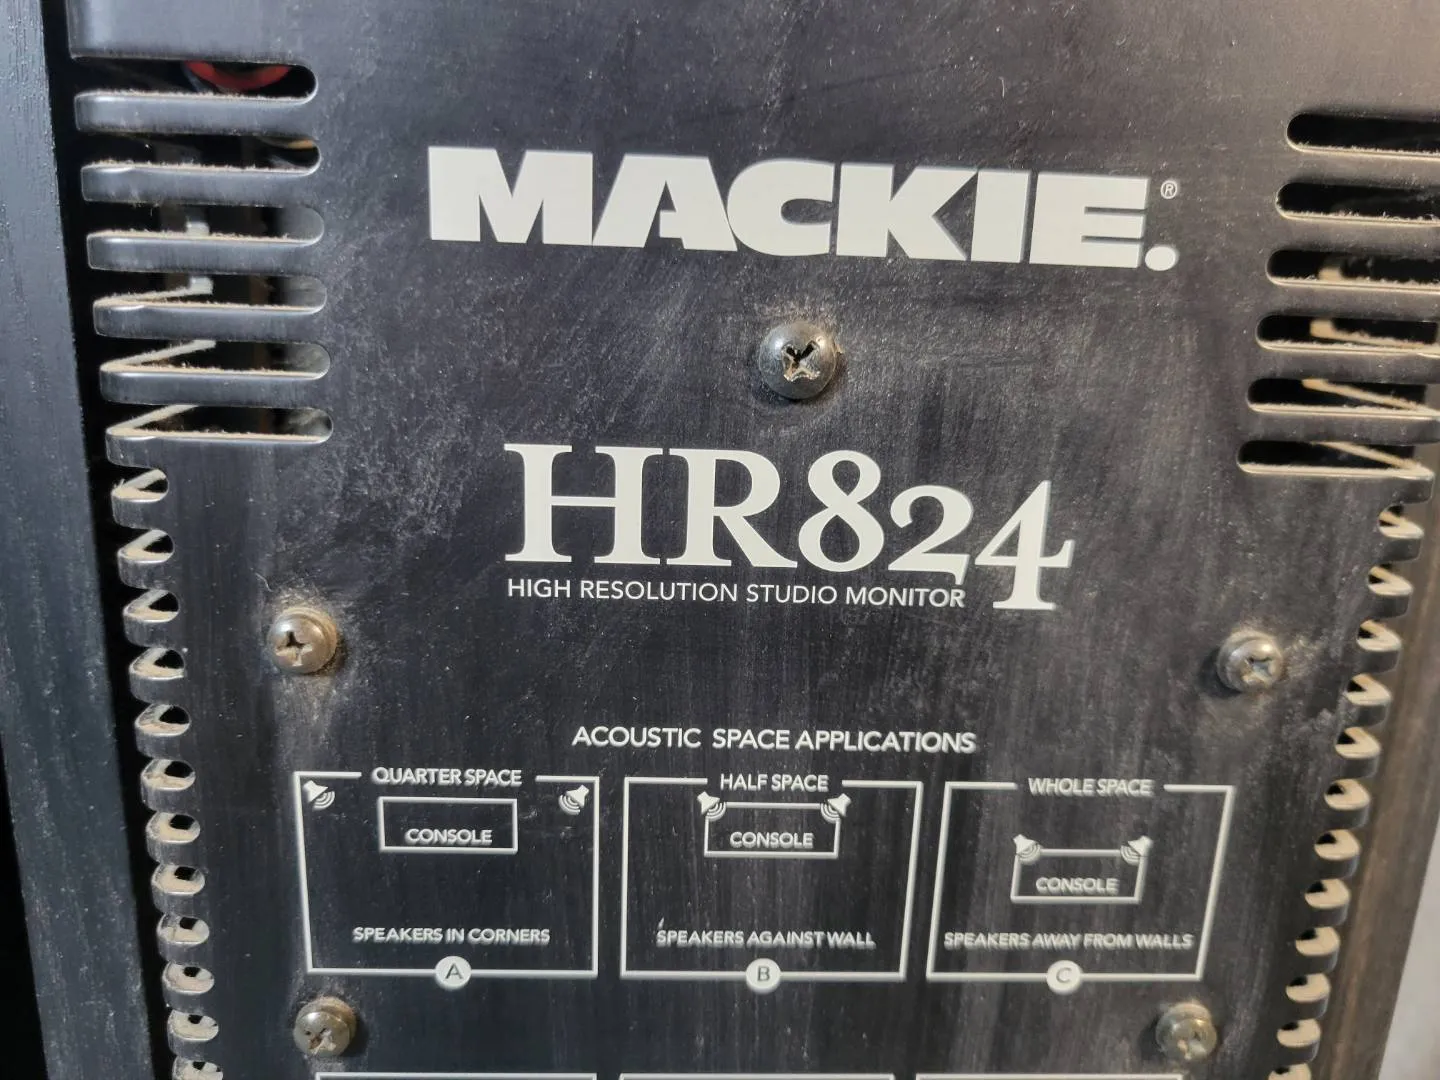 MACKIE.®
HR824
HIGH RESOLUTION STUDIO MONITOR
ACOUSTIC SPACE APPLICATIONS
QUARTER SPACE
CONSOLE
SPEAKERS IN CORNERS
A
HALF SPACE
CONSOLE
SPEAKERS AGAINST WALL
B
WHOLE SPACE
CONSOLE
SPEAKERS AWAY FROM WALLS
C